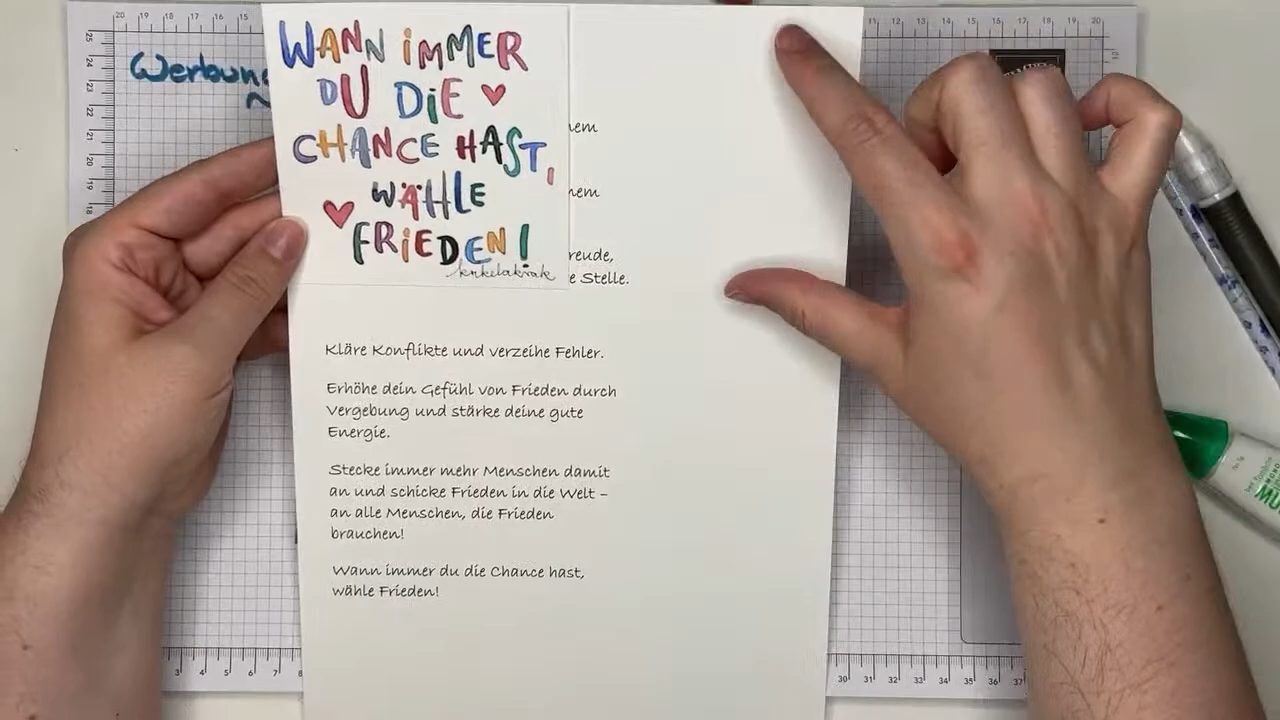 Werbung
WANN IMMER
DU DIE
CHANCE HAST,
WÄHLE
FRIEDEN!
krikelakrak
nem
nem
reude,
e Stelle.
Kläre Konflikte und verzeihe Fehler.
Erhöhe dein Gefühl von Frieden durch
Vergebung und stärke deine gute
Energie.
Stecke immer mehr Menschen damit
an und schicke Frieden in die Welt –
an alle Menschen, die Frieden
brauchen!
Wann immer du die Chance hast,
wähle Frieden!